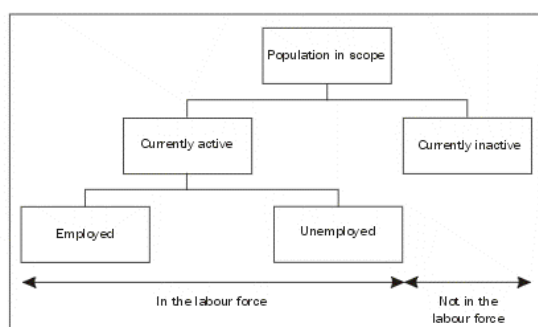 Population in scope
Currently active
Currently inactive
Employed
Unemployed
In the labour force
Not in the
labour force